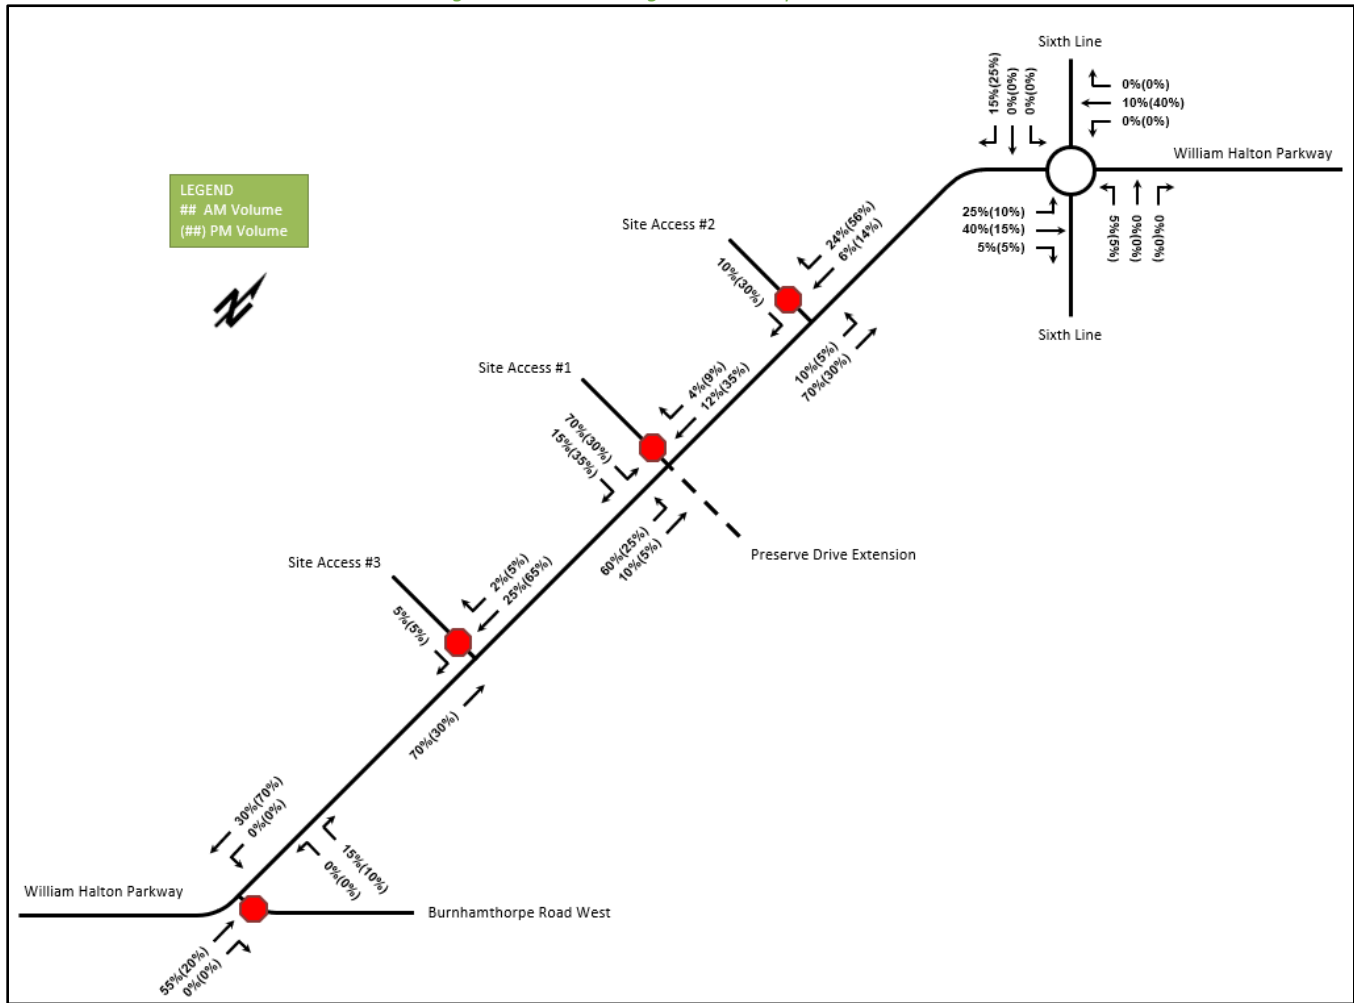 Sixth Line
15%(25%)
0%(0%)
0%(0%)
0%(0%)
10%(40%)
0%(0%)
William Halton Parkway
LEGEND
## AM Volume
(##) PM Volume
N
Site Access #2
24%(56%)
6%(14%)
10%(30%)
25%(10%)
40%(15%)
5%(5%)
5%(5%)
0%(0%)
0%(0%)
Sixth Line
10%(5%)
70%(30%)
Site Access #1
4%(9%)
12%(35%)
70%(30%)
15%(35%)
60%(25%)
10%(5%)
Preserve Drive Extension
Site Access #3
2%(5%)
25%(65%)
5%(5%)
70%(30%)
30%(70%)
0%(0%)
15%(10%)
0%(0%)
William Halton Parkway
Burnhamthorpe Road West
55%(20%)
0%(0%)